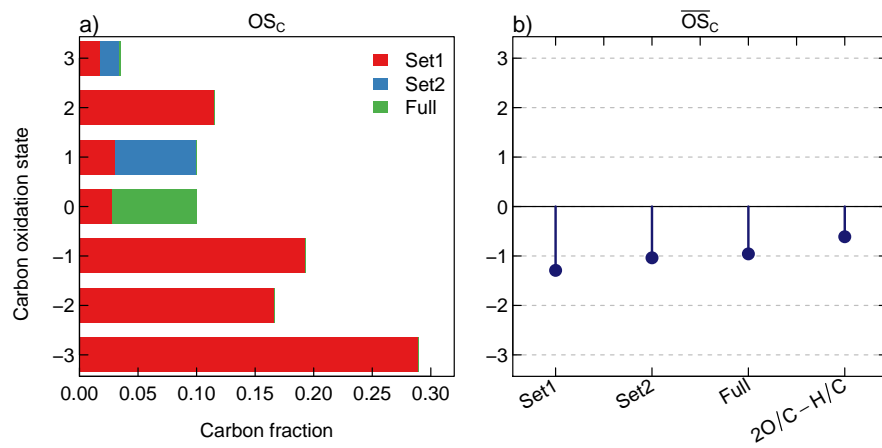 a)
OS_C
3
2
1
0
−1
−2
−3
Carbon oxidation state
Set1
Set2
Full
0.00 0.05 0.10 0.15 0.20 0.25 0.30
Carbon fraction
b)
O̅S̅_C
3
2
1
0
−1
−2
−3
Set1
Set2
Full
2O/C−H/C